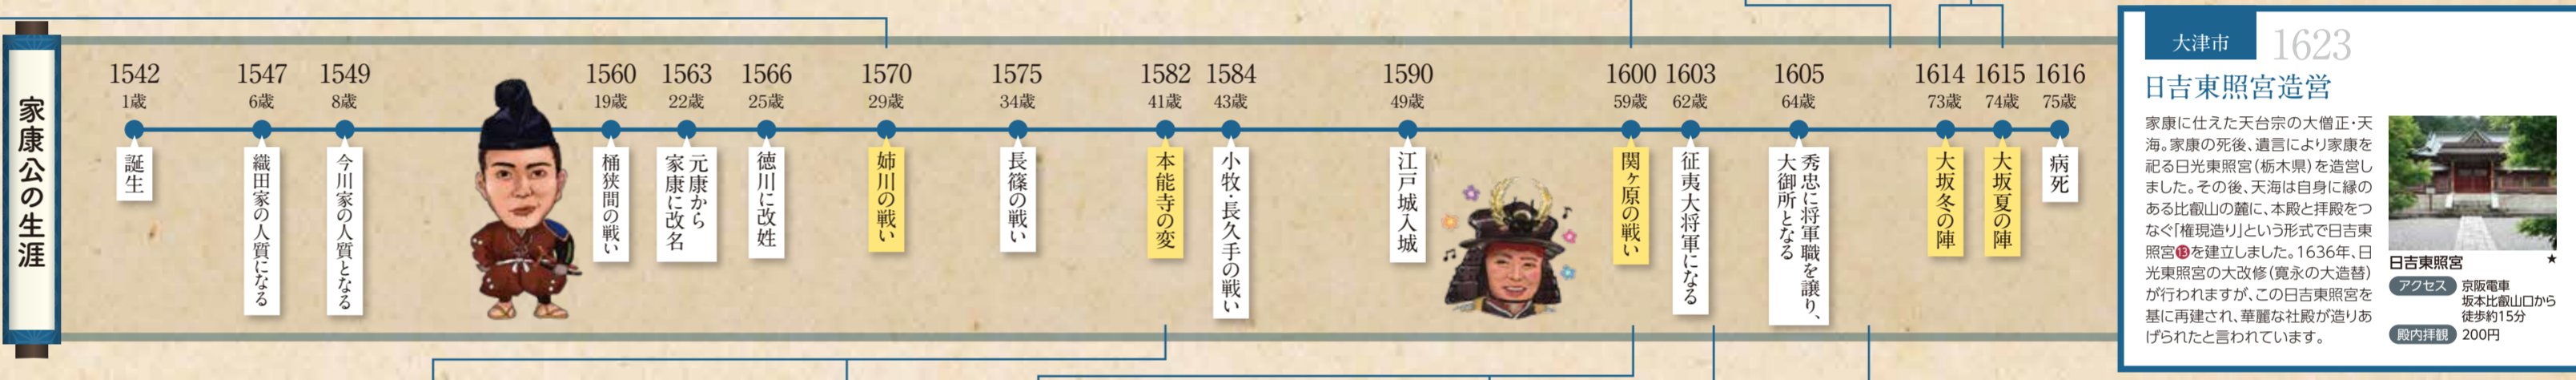 家康公の生涯
1542
1歳
誕生
1547
6歳
織田家の人質になる
1549
8歳
今川家の人質となる
1560
19歳
桶狭間の戦い
1563
22歳
元康から
家康に改名
1566
25歳
徳川に改姓
1570
29歳
姉川の戦い
1575
34歳
長篠の戦い
1582
41歳
本能寺の変
1584
43歳
小牧・長久手の戦い
1590
49歳
江戸城入城
1600
59歳
関ヶ原の戦い
1603
62歳
征夷大将軍になる
1605
64歳
秀忠に将軍職を譲り、
大御所となる
1614
73歳
大坂冬の陣
1615
74歳
大坂夏の陣
1616
75歳
病死
大津市
1623
日吉東照宮造営
家康に仕えた天台宗の大僧正・天
海。家康の死後、遺言により家康を
祀る日光東照宮(栃木県)を造営し
ました。その後、天海は自身に縁の
ある比叡山の麓に、本殿と拝殿をつ
なぐ「権現造り」という形式で日吉東
照宮⓭を建立しました。1636年、日
光東照宮の大改修(寛永の大造替)
が行われますが、この日吉東照宮を
基に再建され、華麗な社殿が造りあ
げられたと言われています。
日吉東照宮 ★
アクセス 京阪電車
坂本比叡山口から
徒歩約15分
殿内拝観 200円